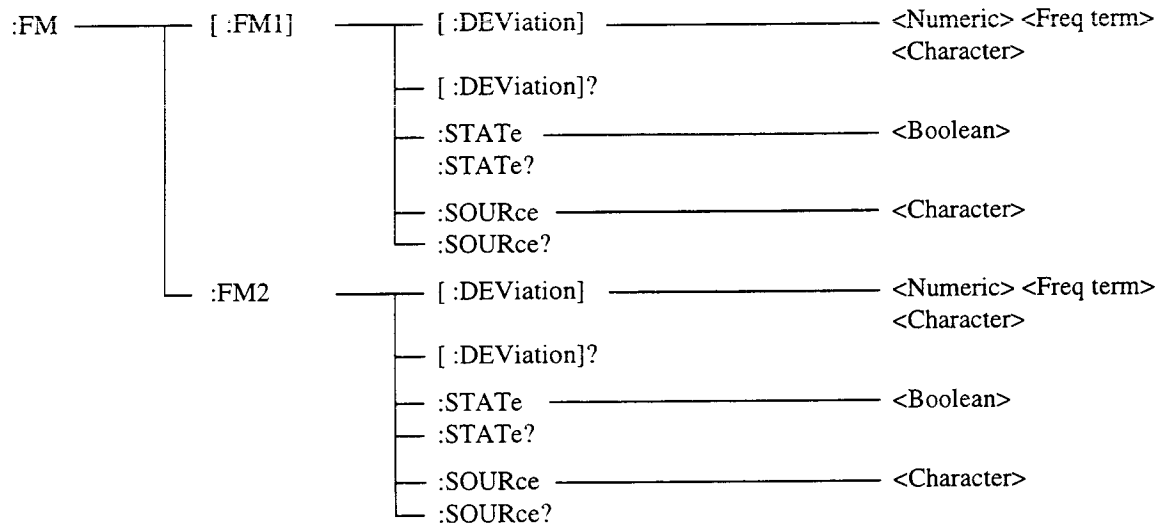 :FM [ :FM1] [ :DEViation] <Numeric> <Freq term>
<Character>
[ :DEViation]?
:STATe <Boolean>
:STATe?
:SOURce <Character>
:SOURce?
:FM2 [ :DEViation] <Numeric> <Freq term>
<Character>
[ :DEViation]?
:STATe <Boolean>
:STATe?
:SOURce <Character>
:SOURce?